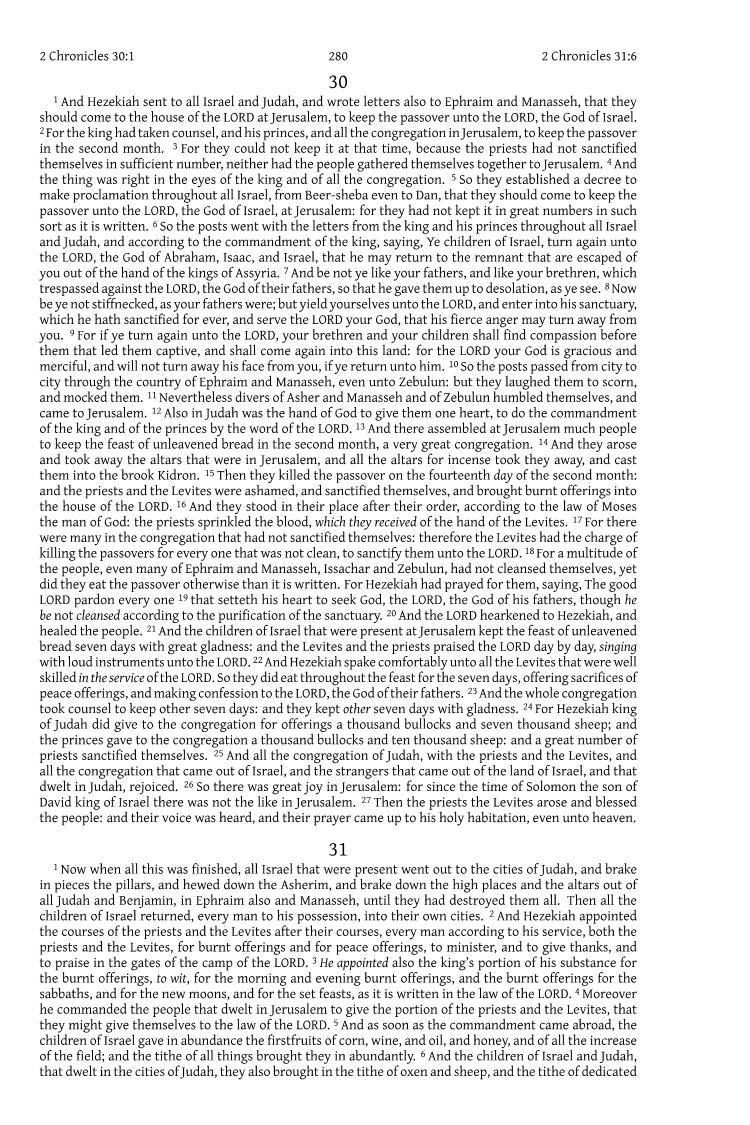 2 Chronicles 30:1 280 2 Chronicles 31:6
30
1 And Hezekiah sent to all Israel and Judah, and wrote letters also to Ephraim and Manasseh, that they
should come to the house of the LORD at Jerusalem, to keep the passover unto the LORD, the God of Israel.
2 For the king had taken counsel, and his princes, and all the congregation in Jerusalem, to keep the passover
in the second month. 3 For they could not keep it at that time, because the priests had not sanctified
themselves in sufficient number, neither had the people gathered themselves together to Jerusalem. 4 And
the thing was right in the eyes of the king and of all the congregation. 5 So they established a decree to
make proclamation throughout all Israel, from Beer-sheba even to Dan, that they should come to keep the
passover unto the LORD, the God of Israel, at Jerusalem: for they had not kept it in great numbers in such
sort as it is written. 6 So the posts went with the letters from the king and his princes throughout all Israel
and Judah, and according to the commandment of the king, saying, Ye children of Israel, turn again unto
the LORD, the God of Abraham, Isaac, and Israel, that he may return to the remnant that are escaped of
you out of the hand of the kings of Assyria. 7 And be not ye like your fathers, and like your brethren, which
trespassed against the LORD, the God of their fathers, so that he gave them up to desolation, as ye see. 8 Now
be ye not stiffnecked, as your fathers were; but yield yourselves unto the LORD, and enter into his sanctuary,
which he hath sanctified for ever, and serve the LORD your God, that his fierce anger may turn away from
you. 9 For if ye turn again unto the LORD, your brethren and your children shall find compassion before
them that led them captive, and shall come again into this land: for the LORD your God is gracious and
merciful, and will not turn away his face from you, if ye return unto him. 10 So the posts passed from city to
city through the country of Ephraim and Manasseh, even unto Zebulun: but they laughed them to scorn,
and mocked them. 11 Nevertheless divers of Asher and Manasseh and of Zebulun humbled themselves, and
came to Jerusalem. 12 Also in Judah was the hand of God to give them one heart, to do the commandment
of the king and of the princes by the word of the LORD. 13 And there assembled at Jerusalem much people
to keep the feast of unleavened bread in the second month, a very great congregation. 14 And they arose
and took away the altars that were in Jerusalem, and all the altars for incense took they away, and cast
them into the brook Kidron. 15 Then they killed the passover on the fourteenth day of the second month:
and the priests and the Levites were ashamed, and sanctified themselves, and brought burnt offerings into
the house of the LORD. 16 And they stood in their place after their order, according to the law of Moses
the man of God: the priests sprinkled the blood, which they received of the hand of the Levites. 17 For there
were many in the congregation that had not sanctified themselves: therefore the Levites had the charge of
killing the passovers for every one that was not clean, to sanctify them unto the LORD. 18 For a multitude of
the people, even many of Ephraim and Manasseh, Issachar and Zebulun, had not cleansed themselves, yet
did they eat the passover otherwise than it is written. For Hezekiah had prayed for them, saying, The good
LORD pardon every one 19 that setteth his heart to seek God, the LORD, the God of his fathers, though he
be not cleansed according to the purification of the sanctuary. 20 And the LORD hearkened to Hezekiah, and
healed the people. 21 And the children of Israel that were present at Jerusalem kept the feast of unleavened
bread seven days with great gladness: and the Levites and the priests praised the LORD day by day, singing
with loud instruments unto the LORD. 22 And Hezekiah spake comfortably unto all the Levites that were well
skilled in the service of the LORD. So they did eat throughout the feast for the seven days, offering sacrifices of
peace offerings, and making confession to the LORD, the God of their fathers. 23 And the whole congregation
took counsel to keep other seven days: and they kept other seven days with gladness. 24 For Hezekiah king
of Judah did give to the congregation for offerings a thousand bullocks and seven thousand sheep; and
the princes gave to the congregation a thousand bullocks and ten thousand sheep: and a great number of
priests sanctified themselves. 25 And all the congregation of Judah, with the priests and the Levites, and
all the congregation that came out of Israel, and the strangers that came out of the land of Israel, and that
dwelt in Judah, rejoiced. 26 So there was great joy in Jerusalem: for since the time of Solomon the son of
David king of Israel there was not the like in Jerusalem. 27 Then the priests the Levites arose and blessed
the people: and their voice was heard, and their prayer came up to his holy habitation, even unto heaven.
31
1 Now when all this was finished, all Israel that were present went out to the cities of Judah, and brake
in pieces the pillars, and hewed down the Asherim, and brake down the high places and the altars out of
all Judah and Benjamin, in Ephraim also and Manasseh, until they had destroyed them all. Then all the
children of Israel returned, every man to his possession, into their own cities. 2 And Hezekiah appointed
the courses of the priests and the Levites after their courses, every man according to his service, both the
priests and the Levites, for burnt offerings and for peace offerings, to minister, and to give thanks, and
to praise in the gates of the camp of the LORD. 3 He appointed also the king's portion of his substance for
the burnt offerings, to wit, for the morning and evening burnt offerings, and the burnt offerings for the
sabbaths, and for the new moons, and for the set feasts, as it is written in the law of the LORD. 4 Moreover
he commanded the people that dwelt in Jerusalem to give the portion of the priests and the Levites, that
they might give themselves to the law of the LORD. 5 And as soon as the commandment came abroad, the
children of Israel gave in abundance the firstfruits of corn, wine, and oil, and honey, and of all the increase
of the field; and the tithe of all things brought they in abundantly. 6 And the children of Israel and Judah,
that dwelt in the cities of Judah, they also brought in the tithe of oxen and sheep, and the tithe of dedicated